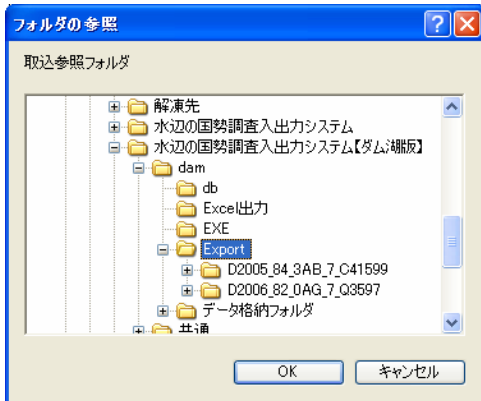 フォルダの参照
取込参照フォルダ
解凍先
水辺の国勢調査入出力システム
水辺の国勢調査入出力システム【ダム湖版】
dam
db
Excel出力
EXE
Export
D2005_84_3AB_7_C41599
D2006_82_0AG_7_Q3597
データ格納フォルダ
共通
OK
キャンセル